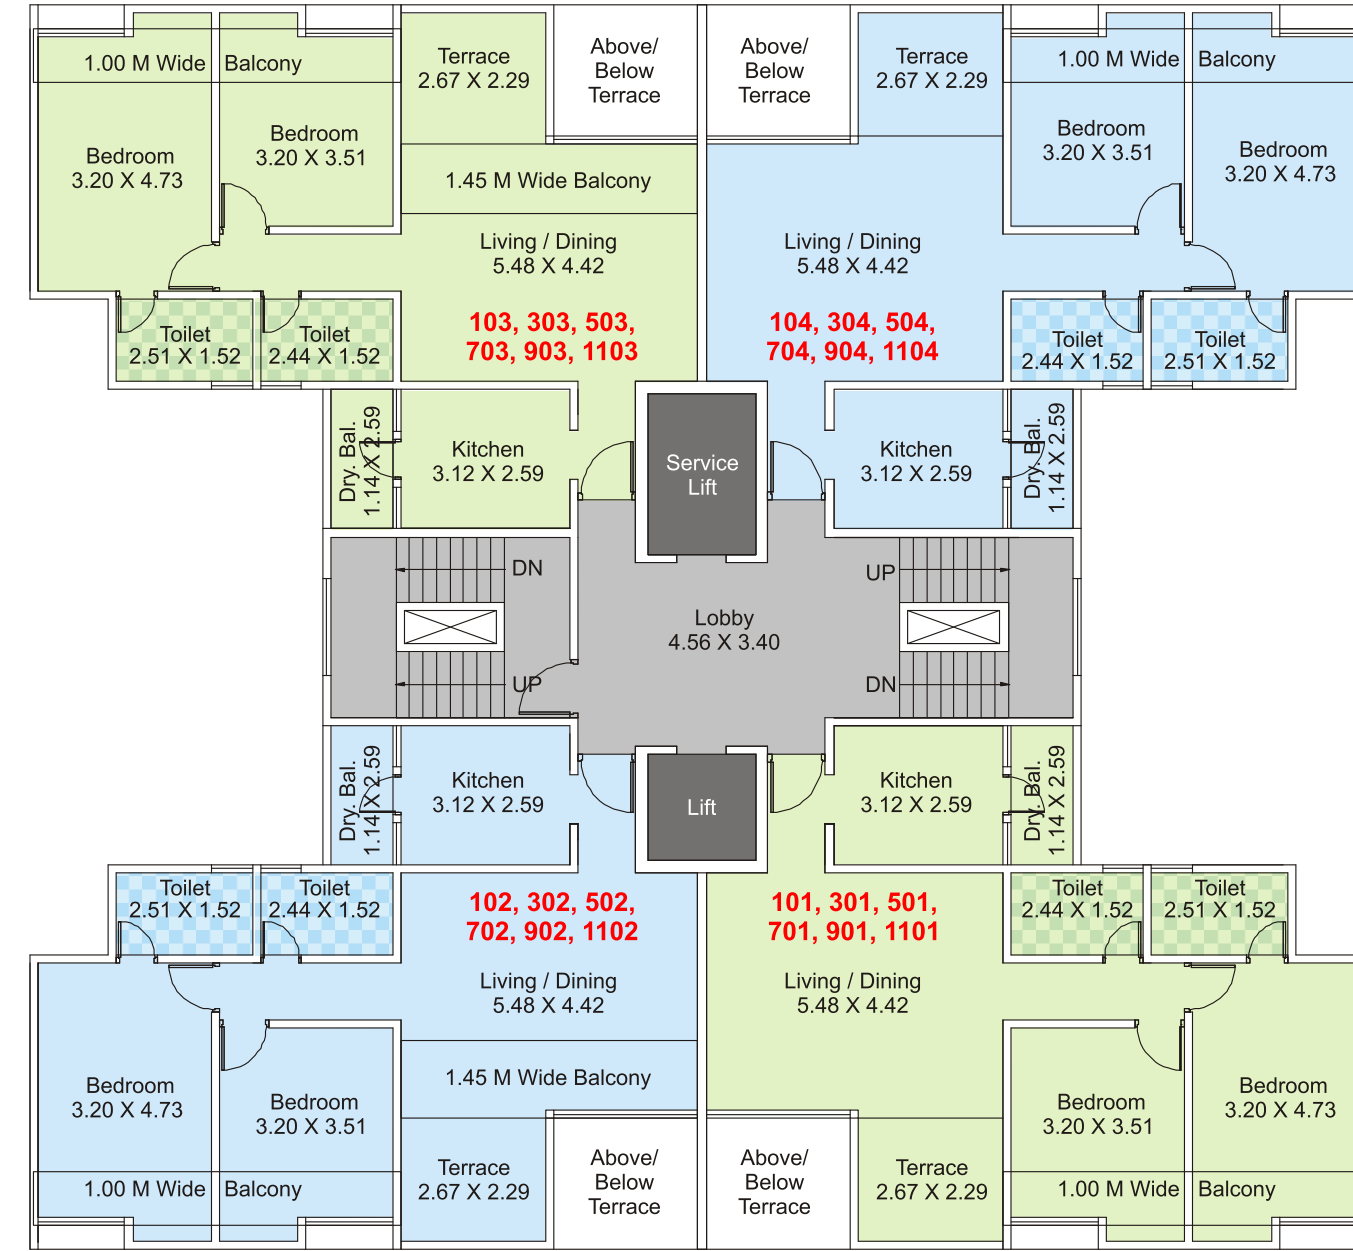 Terrace
2.67 X 2.29
Above/
Below
Terrace
Above/
Below
Terrace
Terrace
2.67 X 2.29
1.00 M Wide
Balcony
1.00 M Wide
Balcony
Bedroom
3.20 X 4.73
Bedroom
3.20 X 3.51
1.45 M Wide Balcony
Bedroom
3.20 X 3.51
Bedroom
3.20 X 4.73
Living / Dining
5.48 X 4.42
Living / Dining
5.48 X 4.42
103, 303, 503,
703, 903, 1103
104, 304, 504,
704, 904, 1104
Toilet
2.51 X 1.52
Toilet
2.44 X 1.52
Toilet
2.44 X 1.52
Toilet
2.51 X 1.52
Dry. Bal.
1.14 X 2.59
Kitchen
3.12 X 2.59
Service
Lift
Kitchen
3.12 X 2.59
Dry. Bal.
1.14 X 2.59
DN
UP
Lobby
4.56 X 3.40
UP
DN
Dry. Bal.
1.14 X 2.59
Kitchen
3.12 X 2.59
Lift
Kitchen
3.12 X 2.59
Dry. Bal.
1.14 X 2.59
Toilet
2.51 X 1.52
Toilet
2.44 X 1.52
102, 302, 502,
702, 902, 1102
101, 301, 501,
701, 901, 1101
Toilet
2.44 X 1.52
Toilet
2.51 X 1.52
Living / Dining
5.48 X 4.42
Living / Dining
5.48 X 4.42
Bedroom
3.20 X 4.73
Bedroom
3.20 X 3.51
1.45 M Wide Balcony
Bedroom
3.20 X 3.51
Bedroom
3.20 X 4.73
1.00 M Wide
Balcony
Terrace
2.67 X 2.29
Above/
Below
Terrace
Above/
Below
Terrace
Terrace
2.67 X 2.29
1.00 M Wide
Balcony